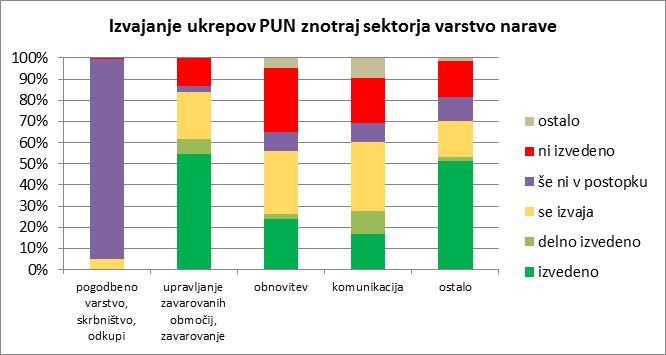 Izvajanje ukrepov PUN znotraj sektorja varstvo narave
100%
90%
80%
70%
60%
50%
40%
30%
20%
10%
0%
pogodbeno
varstvo,
skrbništvo,
odkupi
upravljanje
zavarovanih
območij,
zavarovanje
obnovitev
komunikacija
ostalo
ostalo
ni izvedeno
še ni v postopku
se izvaja
delno izvedeno
izvedeno